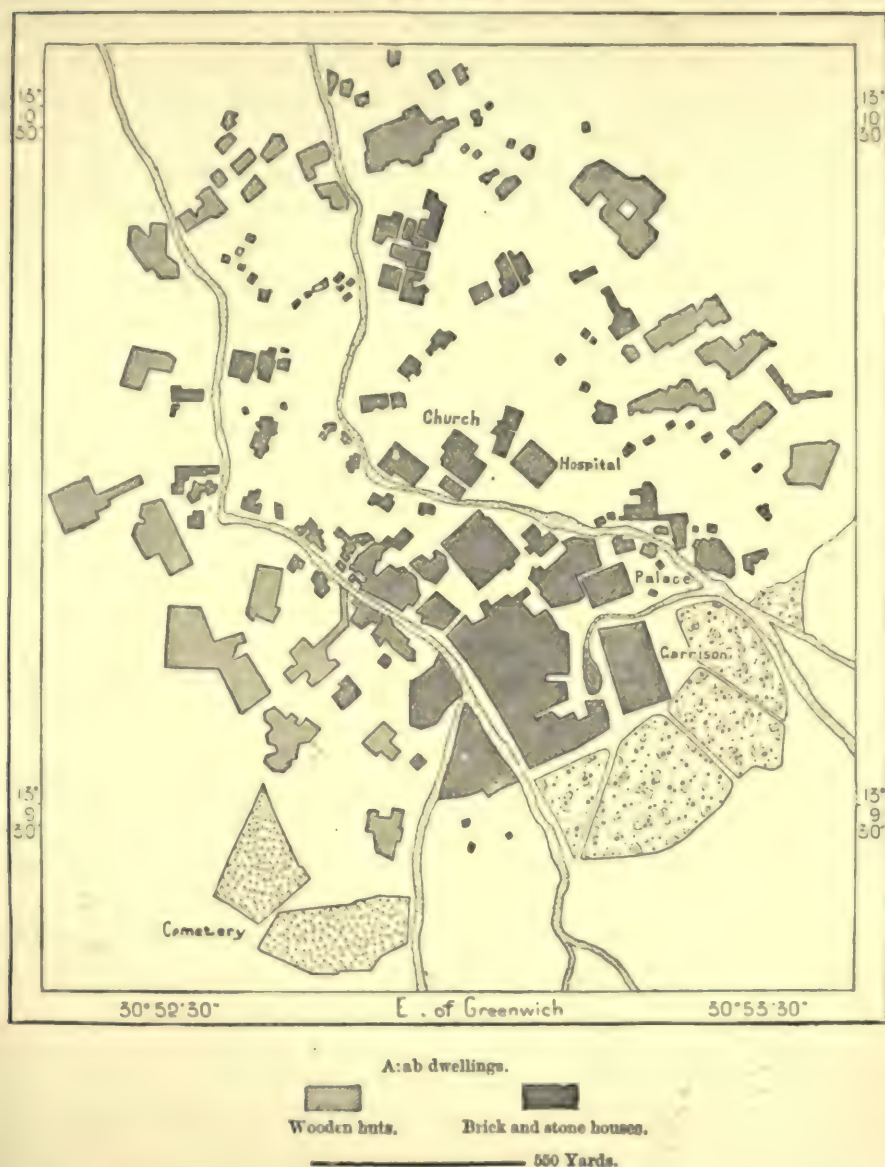 13°
10
30'
13°
10
30'
Church
Hospital
Palace
Garrison.
13°
9
30'
13°
9
30'
Cemetery
30°52'30"
E. of Greenwich
30°53'30"
A:ab dwellings.
Wooden huts.
Brick and stone houses.
550 Yards.